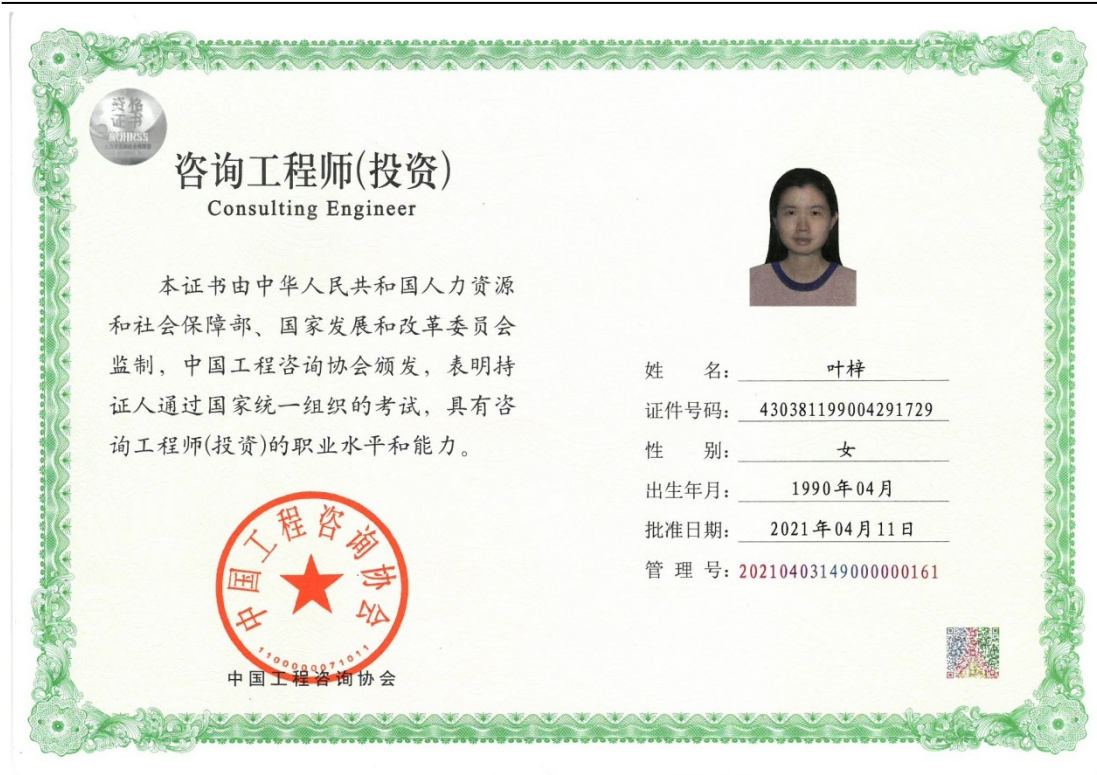 资格
证书
MOHRSS
咨询工程师(投资)
Consulting Engineer
本证书由中华人民共和国人力资源
和社会保障部、国家发展和改革委员会
监制，中国工程咨询协会颁发，表明持
证人通过国家统一组织的考试，具有咨
询工程师(投资)的职业水平和能力。
中国工程咨询协会
1100000071011
中国工程咨询协会
姓 名：叶梓
证件号码：430381199004291729
性 别：女
出生年月：1990年04月
批准日期：2021年04月11日
管 理 号：20210403149000000161